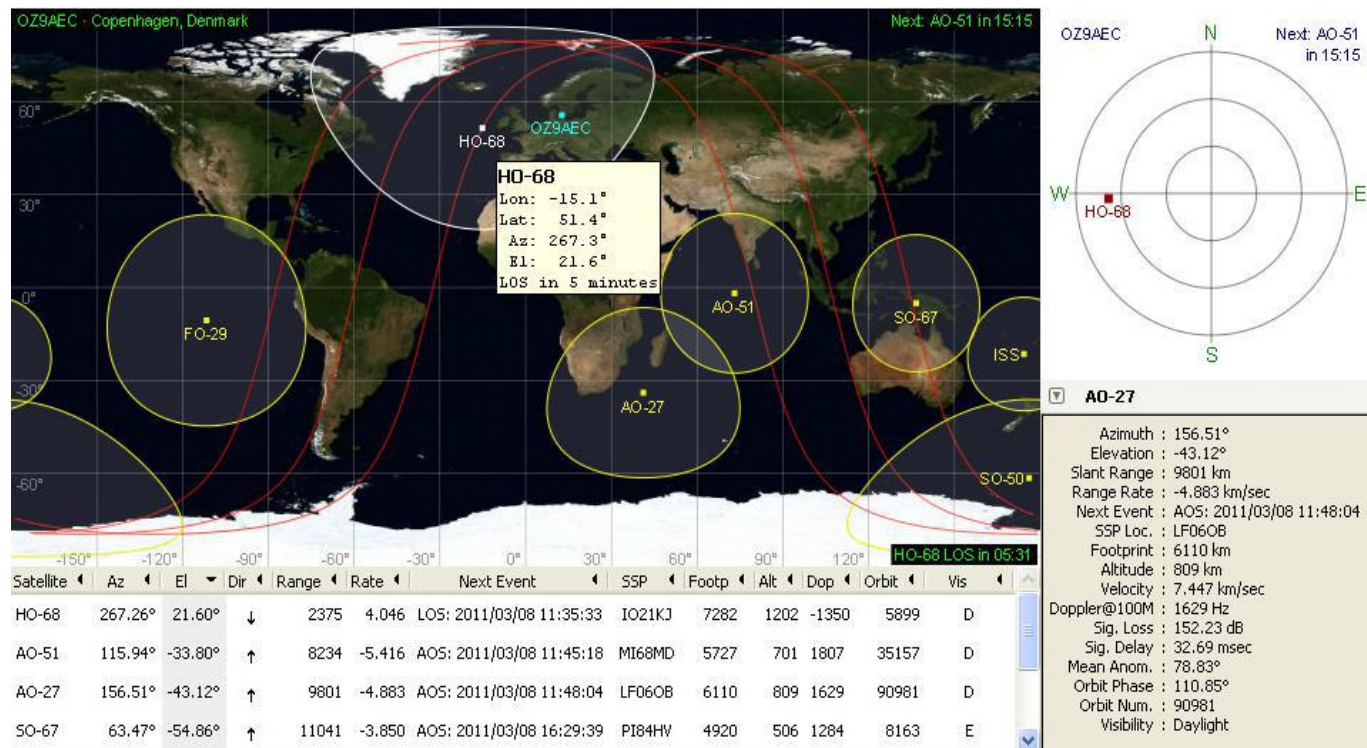 OZ9AEC - Copenhagen, Denmark
Next: AO-51 in 15:15
60°
30°
0°
-30°
-60°
HO-68
OZ9AEC
HO-68
Lon: -15.1°
Lat: 51.4°
Az: 267.3°
El: 21.6°
LOS in 5 minutes
FO-29
AO-51
SO-67
ISS
AO-27
SO-50
-150° -120° -90° -60° -30° 0° 30° 60° 90° 120°
HO-68 LOS in 05:31
OZ9AEC
N
Next: AO-51
in 15:15
W
E
HO-68
S
AO-27
Azimuth : 156.51°
Elevation : -43.12°
Slant Range : 9801 km
Range Rate : -4.883 km/sec
Next Event : AOS: 2011/03/08 11:48:04
SSP Loc. : LF06OB
Footprint : 6110 km
Altitude : 809 km
Velocity : 7.447 km/sec
Doppler@100M : 1629 Hz
Sig. Loss : 152.23 dB
Sig. Delay : 32.69 msec
Mean Anom. : 78.83°
Orbit Phase : 110.85°
Orbit Num. : 90981
Visibility : Daylight
Satellite Az El Dir Range Rate Next Event SSP Footp Alt Dop Orbit Vis
HO-68 267.26° 21.60° ↓ 2375 4.046 LOS: 2011/03/08 11:35:33 IO21KJ 7282 1202 -1350 5899 D
AO-51 115.94° -33.80° ↑ 8234 -5.416 AOS: 2011/03/08 11:45:18 MI68MD 5727 701 1807 35157 D
AO-27 156.51° -43.12° ↑ 9801 -4.883 AOS: 2011/03/08 11:48:04 LF06OB 6110 809 1629 90981 D
SO-67 63.47° -54.86° ↑ 11041 -3.850 AOS: 2011/03/08 16:29:39 PI84HV 4920 506 1284 8163 E